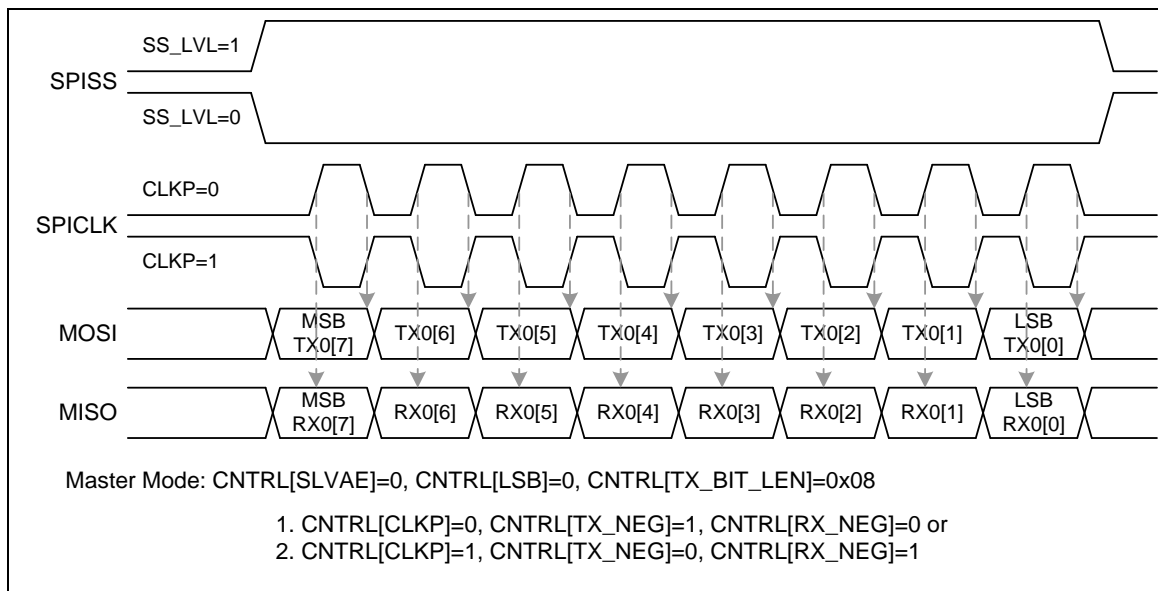 SS_LVL=1
SPISS
SS_LVL=0
CLKP=0
SPICLK
CLKP=1
MOSI
MSB
TX0[7]
TX0[6]
TX0[5]
TX0[4]
TX0[3]
TX0[2]
TX0[1]
LSB
TX0[0]
MISO
MSB
RX0[7]
RX0[6]
RX0[5]
RX0[4]
RX0[3]
RX0[2]
RX0[1]
LSB
RX0[0]
Master Mode: CNTRL[SLVAE]=0, CNTRL[LSB]=0, CNTRL[TX_BIT_LEN]=0x08
1. CNTRL[CLKP]=0, CNTRL[TX_NEG]=1, CNTRL[RX_NEG]=0 or
2. CNTRL[CLKP]=1, CNTRL[TX_NEG]=0, CNTRL[RX_NEG]=1